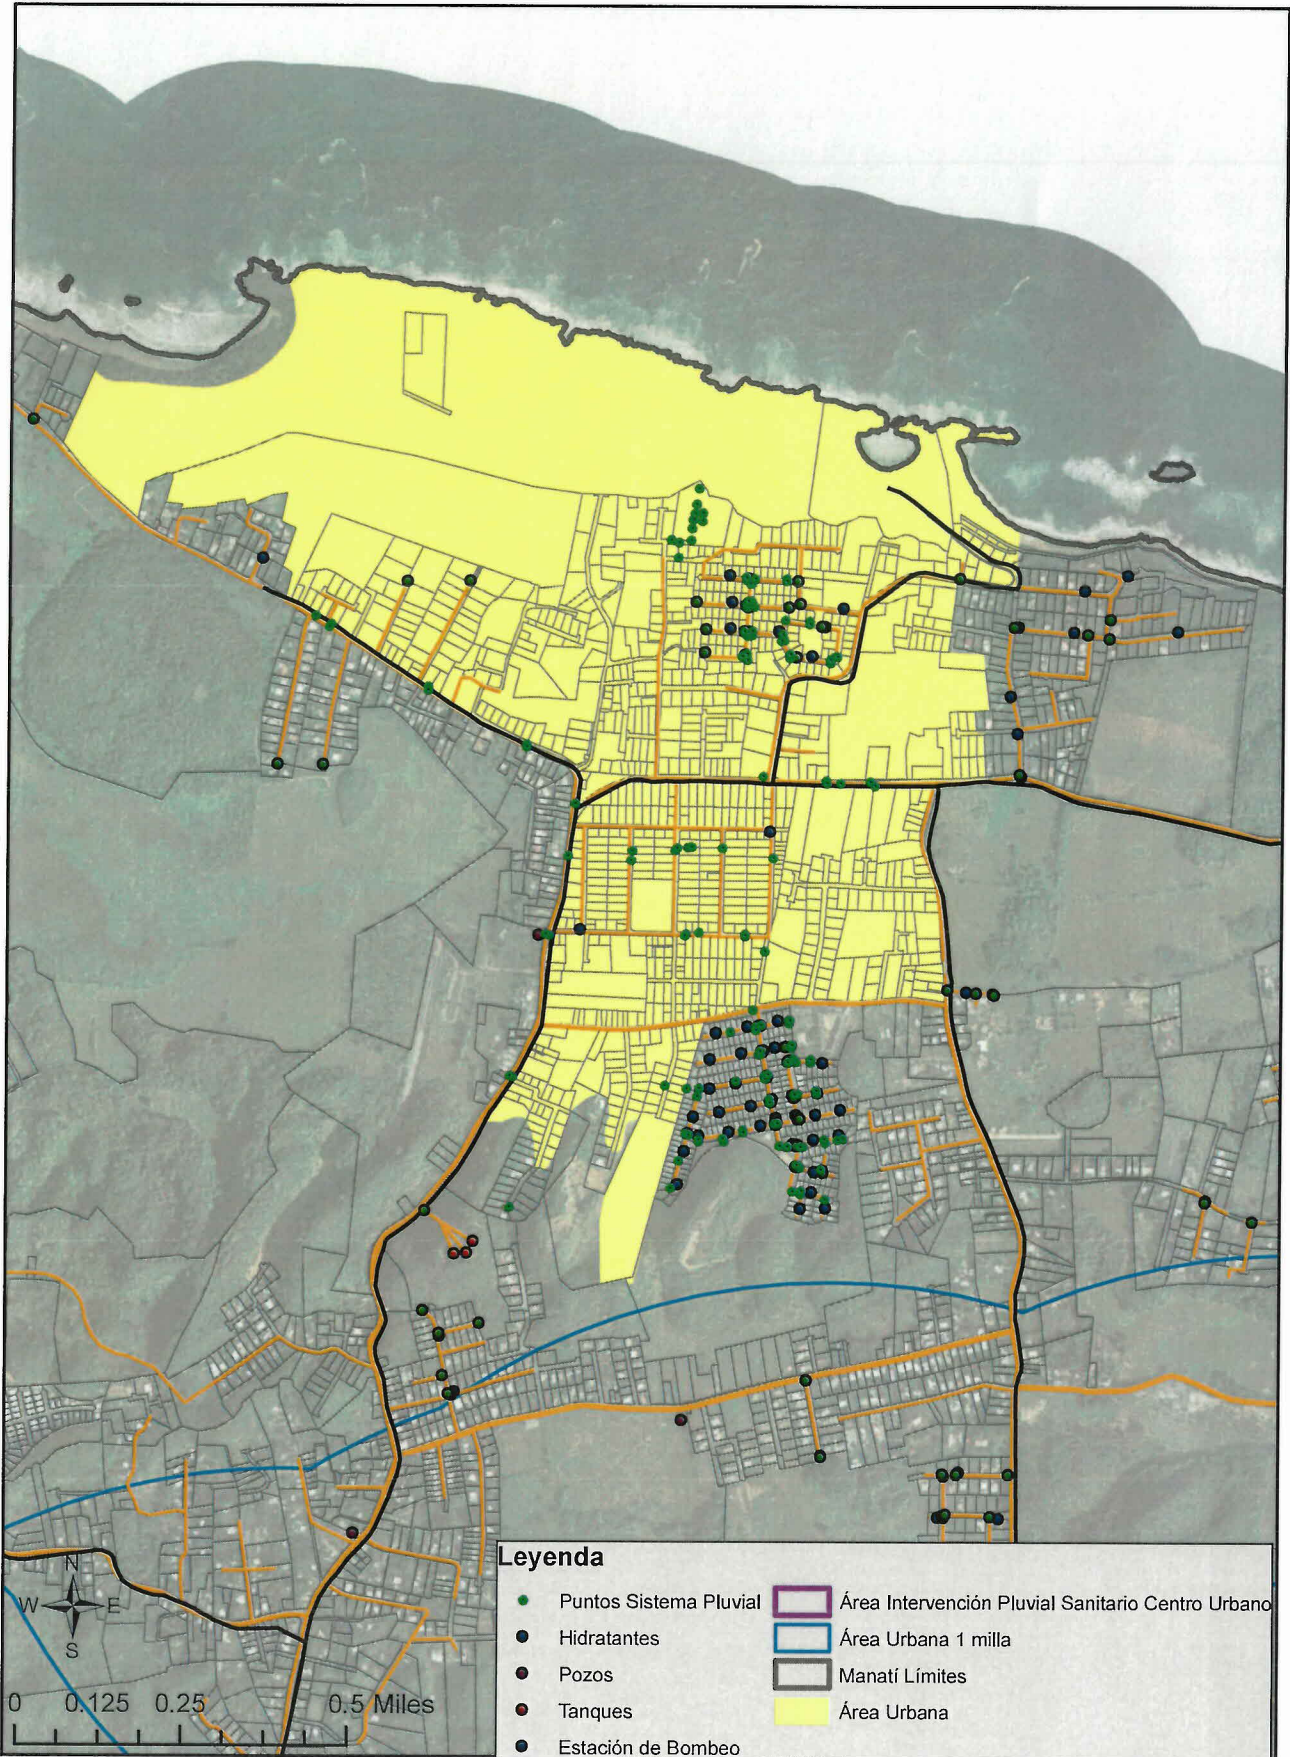 Leyenda
Puntos Sistema Pluvial
Hidratantes
Pozos
Tanques
Estación de Bombeo
Área Intervención Pluvial Sanitario Centro Urbano
Área Urbana 1 milla
Manatí Límites
Área Urbana
N
W E
S
0 0.125 0.25 0.5 Miles